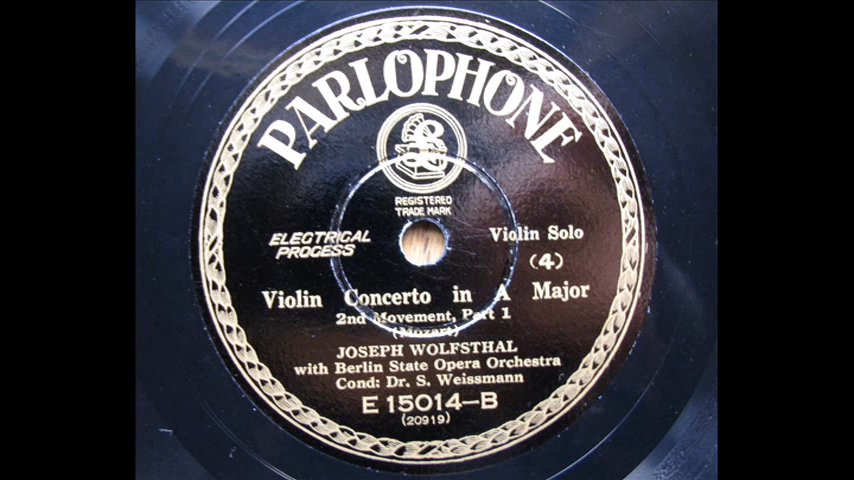 PARLOPHONE
REGISTERED
TRADE MARK
ELECTRICAL
PROCESS
Violin Solo
(4)
Violin Concerto in A Major
2nd Movement, Part 1
(Mozart)
JOSEPH WOLFSTHAL
with Berlin State Opera Orchestra
Cond: Dr. S. Weissmann
E 15014-B
(20919)